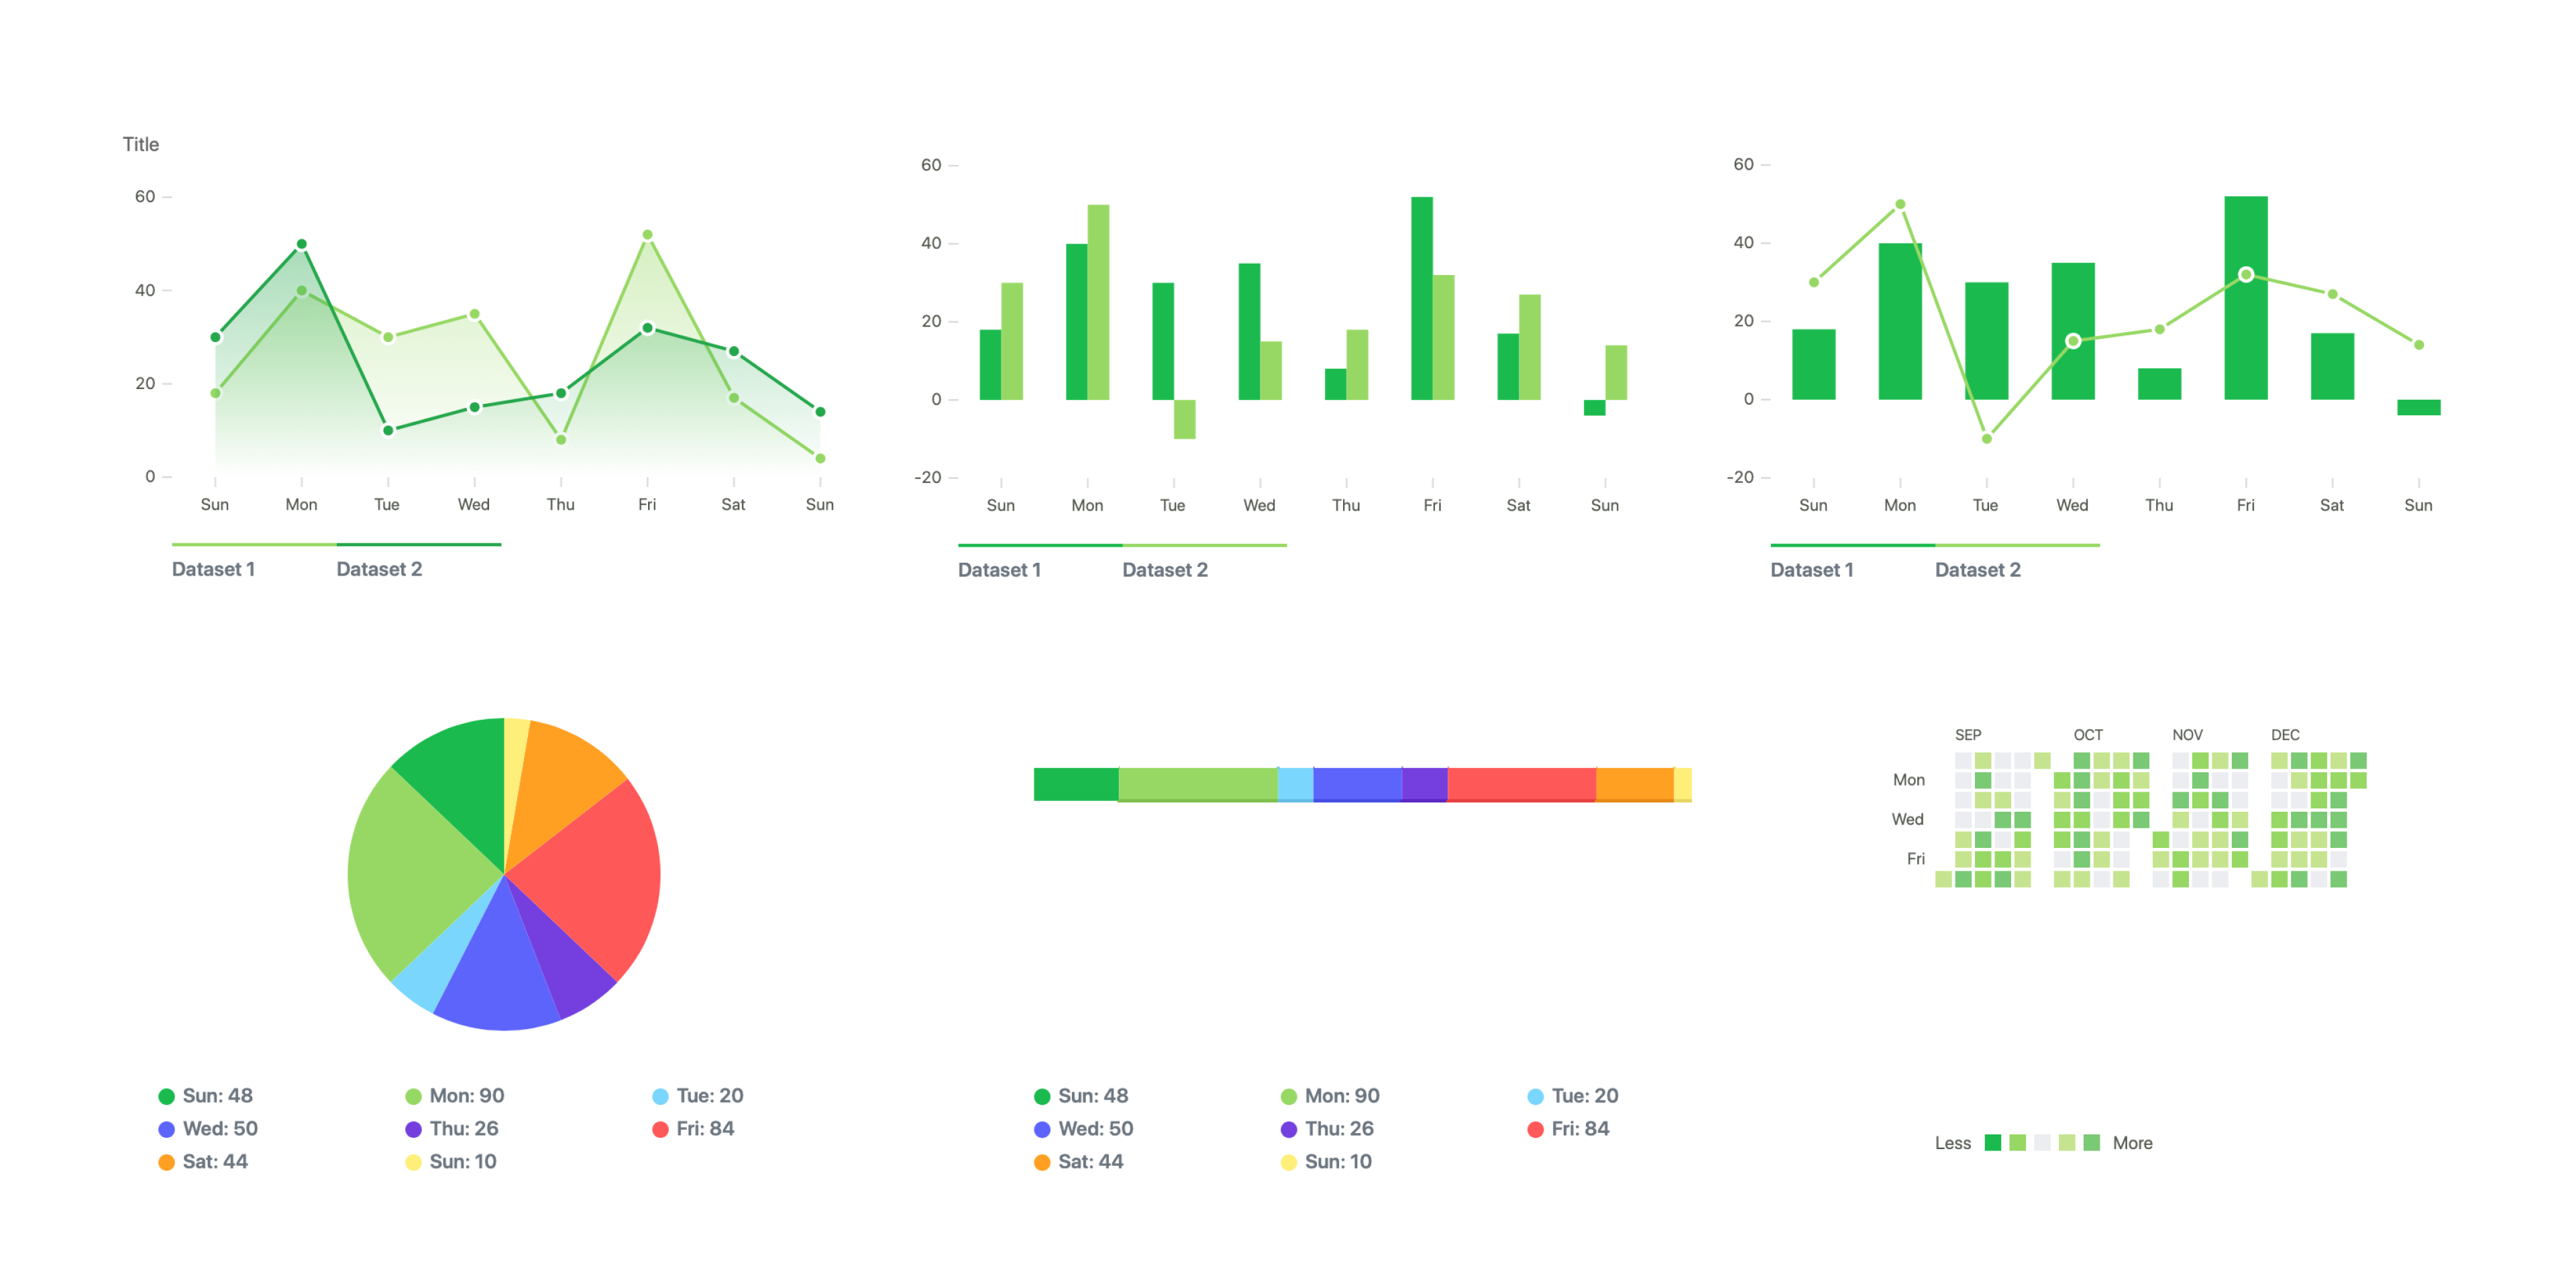 Title
60
40
20
0
Sun Mon Tue Wed Thu Fri Sat Sun
Dataset 1 Dataset 2
60
40
20
0
-20
Sun Mon Tue Wed Thu Fri Sat Sun
Dataset 1 Dataset 2
60
40
20
0
-20
Sun Mon Tue Wed Thu Fri Sat Sun
Dataset 1 Dataset 2
Sun: 48 Mon: 90 Tue: 20
Wed: 50 Thu: 26 Fri: 84
Sat: 44 Sun: 10
Sun: 48 Mon: 90 Tue: 20
Wed: 50 Thu: 26 Fri: 84
Sat: 44 Sun: 10
SEP OCT NOV DEC
Mon
Wed
Fri
Less More